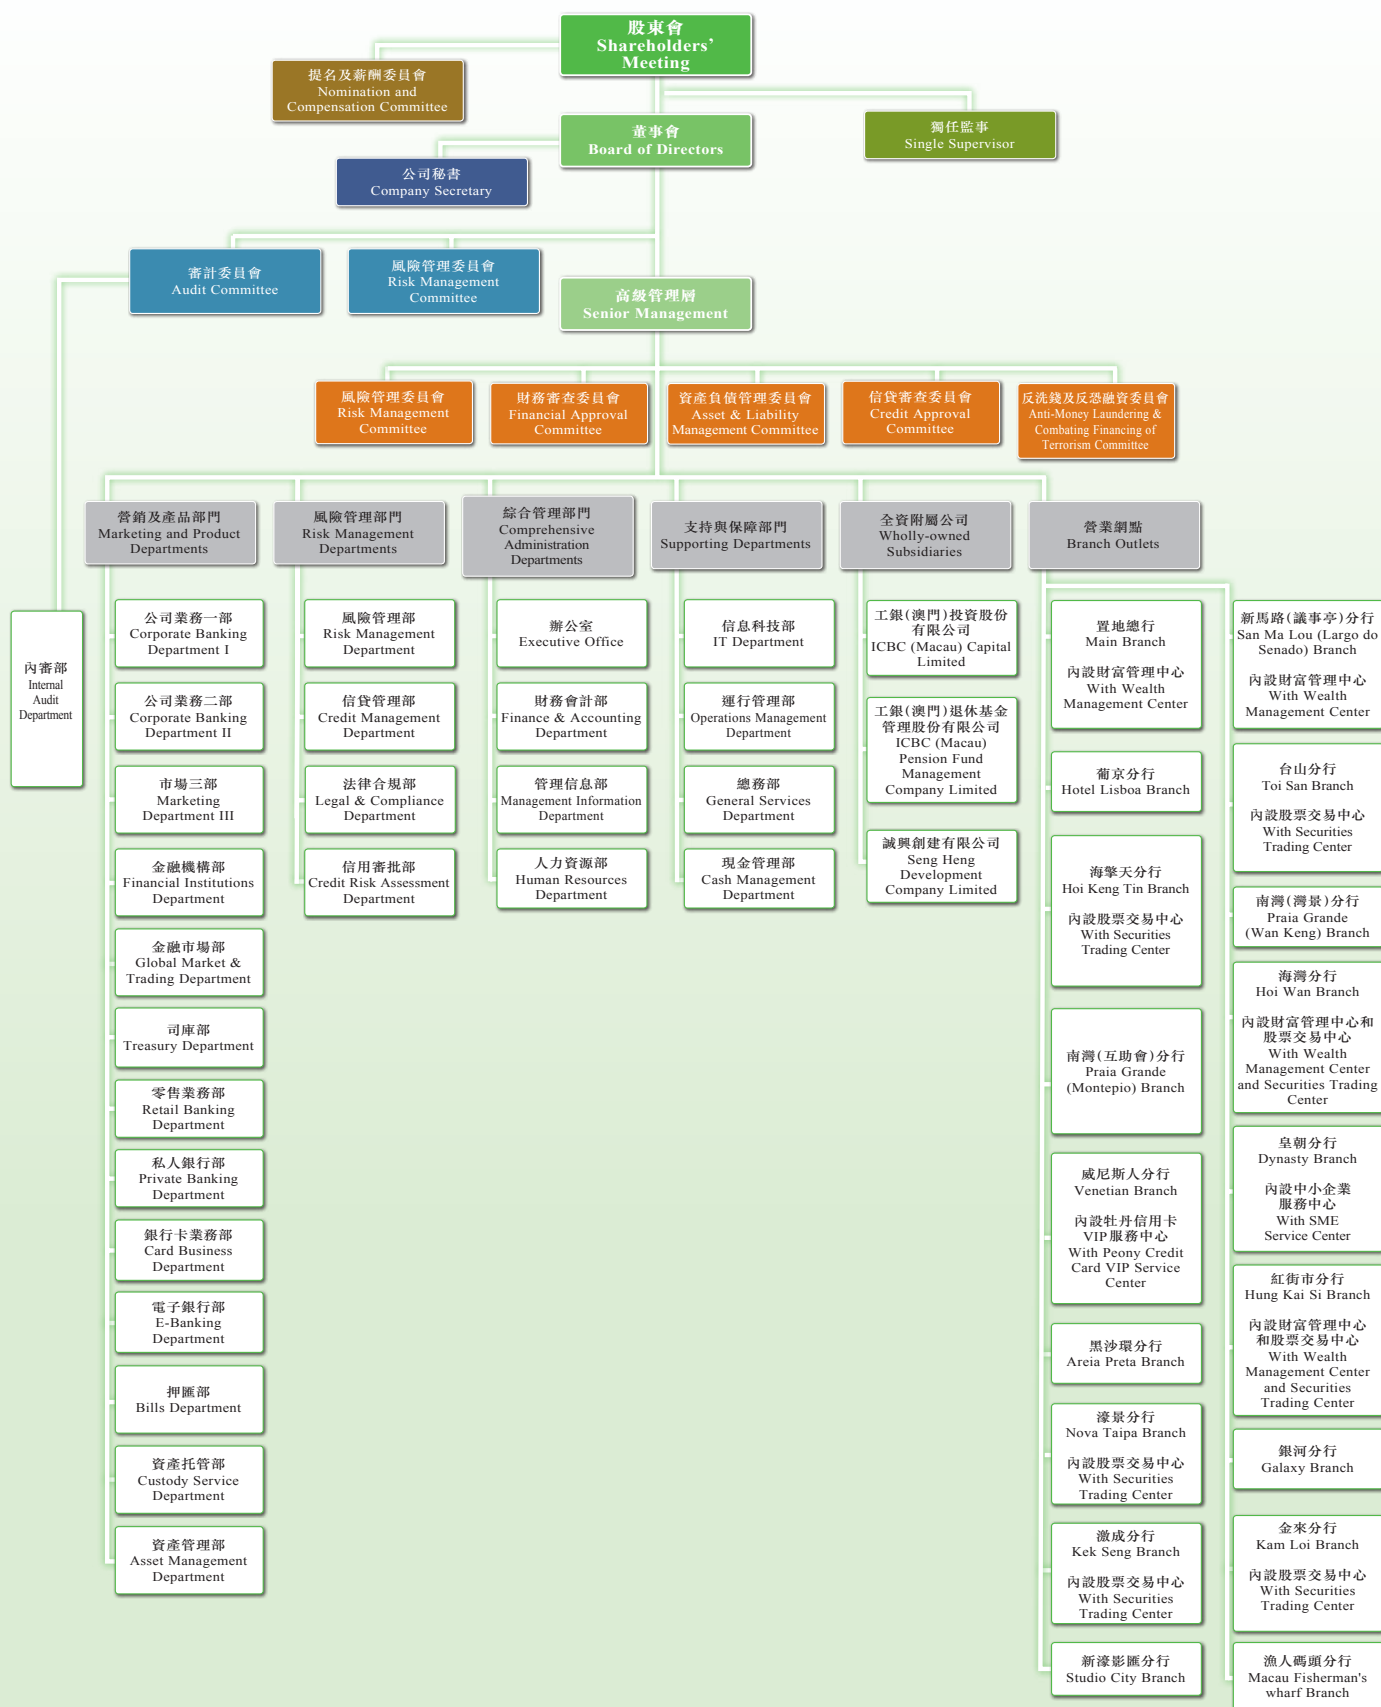 股東會
Shareholders'
Meeting
提名及薪酬委員會
Nomination and
Compensation Committee
董事會
Board of Directors
獨任監事
Single Supervisor
公司秘書
Company Secretary
審計委員會
Audit Committee
風險管理委員會
Risk Management
Committee
高級管理層
Senior Management
風險管理委員會
Risk Management
Committee
財務審查委員會
Financial Approval
Committee
資產負債管理委員會
Asset & Liability
Management Committee
信貸審查委員會
Credit Approval
Committee
反洗錢及反恐融資委員會
Anti-Money Laundering &
Combating Financing of
Terrorism Committee
營銷及產品部門
Marketing and Product
Departments
風險管理部門
Risk Management
Departments
綜合管理部門
Comprehensive
Administration
Departments
支持與保障部門
Supporting Departments
全資附屬公司
Wholly-owned
Subsidiaries
營業網點
Branch Outlets
內審部
Internal
Audit
Department
公司業務一部
Corporate Banking
Department I
公司業務二部
Corporate Banking
Department II
市場三部
Marketing
Department III
金融機構部
Financial Institutions
Department
金融市場部
Global Market &
Trading Department
司庫部
Treasury Department
零售業務部
Retail Banking
Department
私人銀行部
Private Banking
Department
銀行卡業務部
Card Business
Department
電子銀行部
E-Banking
Department
押匯部
Bills Department
資產托管部
Custody Service
Department
資產管理部
Asset Management
Department
風險管理部
Risk Management
Department
信貸管理部
Credit Management
Department
法律合規部
Legal & Compliance
Department
信用審批部
Credit Risk Assessment
Department
辦公室
Executive Office
財務會計部
Finance & Accounting
Department
管理信息部
Management Information
Department
人力資源部
Human Resources
Department
信息科技部
IT Department
運行管理部
Operations Management
Department
總務部
General Services
Department
現金管理部
Cash Management
Department
工銀(澳門)投資股份
有限公司
ICBC (Macau) Capital
Limited
工銀(澳門)退休基金
管理股份有限公司
ICBC (Macau)
Pension Fund
Management
Company Limited
誠興創建有限公司
Seng Heng
Development
Company Limited
置地總行
Main Branch
內設財富管理中心
With Wealth
Management Center
葡京分行
Hotel Lisboa Branch
海擎天分行
Hoi Keng Tin Branch
內設股票交易中心
With Securities
Trading Center
南灣(互助會)分行
Praia Grande
(Montepio) Branch
威尼斯人分行
Venetian Branch
內設牡丹信用卡
VIP服務中心
With Peony Credit
Card VIP Service
Center
黑沙環分行
Areia Preta Branch
濠景分行
Nova Taipa Branch
內設股票交易中心
With Securities
Trading Center
激成分行
Kek Seng Branch
內設股票交易中心
With Securities
Trading Center
新濠影匯分行
Studio City Branch
新馬路(議事亭)分行
San Ma Lou (Largo do
Senado) Branch
內設財富管理中心
With Wealth
Management Center
台山分行
Toi San Branch
內設股票交易中心
With Securities
Trading Center
南灣(灣景)分行
Praia Grande
(Wan Keng) Branch
海灣分行
Hoi Wan Branch
內設財富管理中心和
股票交易中心
With Wealth
Management Center
and Securities Trading
Center
皇朝分行
Dynasty Branch
內設中小企業
服務中心
With SME
Service Center
紅街市分行
Hung Kai Si Branch
內設財富管理中心
和股票交易中心
With Wealth
Management Center
and Securities
Trading Center
銀河分行
Galaxy Branch
金來分行
Kam Loi Branch
內設股票交易中心
With Securities
Trading Center
漁人碼頭分行
Macau Fisherman's
wharf Branch